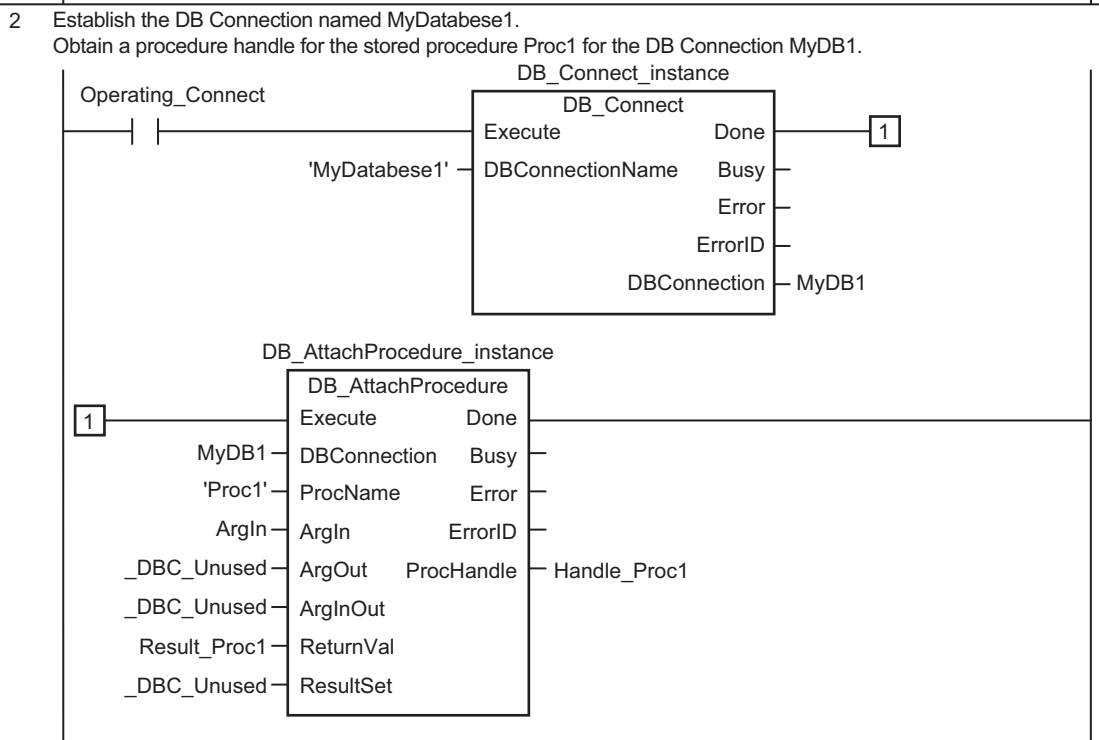 2 Establish the DB Connection named MyDatabese1.
Obtain a procedure handle for the stored procedure Proc1 for the DB Connection MyDB1.
DB_Connect_instance
Operating_Connect
DB_Connect
Execute Done 1
'MyDatabese1' DBConnectionName Busy
Error
ErrorID
DBConnection MyDB1
DB_AttachProcedure_instance
DB_AttachProcedure
1 Execute Done
MyDB1 DBConnection Busy
'Proc1' ProcName Error
ArgIn ArgIn ErrorID
_DBC_Unused ArgOut ProcHandle Handle_Proc1
_DBC_Unused ArgInOut
Result_Proc1 ReturnVal
_DBC_Unused ResultSet